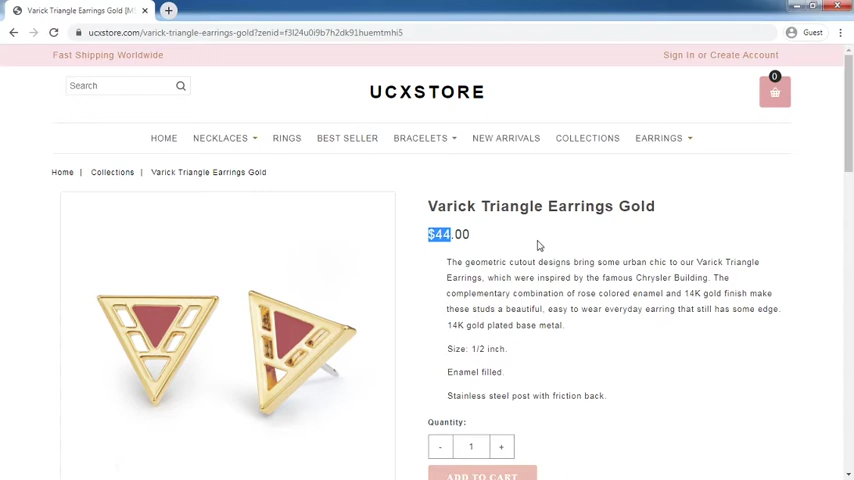 Varick Triangle Earrings Gold [M
ucxstore.com/varick-triangle-earrings-gold?zenid=f3l24u0i9b7h2dk91huemtmhi5
Guest
Fast Shipping Worldwide
Sign In or Create Account
Search
UCXSTORE
0
HOME NECKLACES RINGS BEST SELLER BRACELETS NEW ARRIVALS COLLECTIONS EARRINGS
Home | Collections | Varick Triangle Earrings Gold
Varick Triangle Earrings Gold
$44.00
The geometric cutout designs bring some urban chic to our Varick Triangle
Earrings, which were inspired by the famous Chrysler Building. The
complementary combination of rose colored enamel and 14K gold finish make
these studs a beautiful, easy to wear everyday earring that still has some edge.
14K gold plated base metal.
Size: 1/2 inch.
Enamel filled.
Stainless steel post with friction back.
Quantity:
- 1 +
ADD TO CART